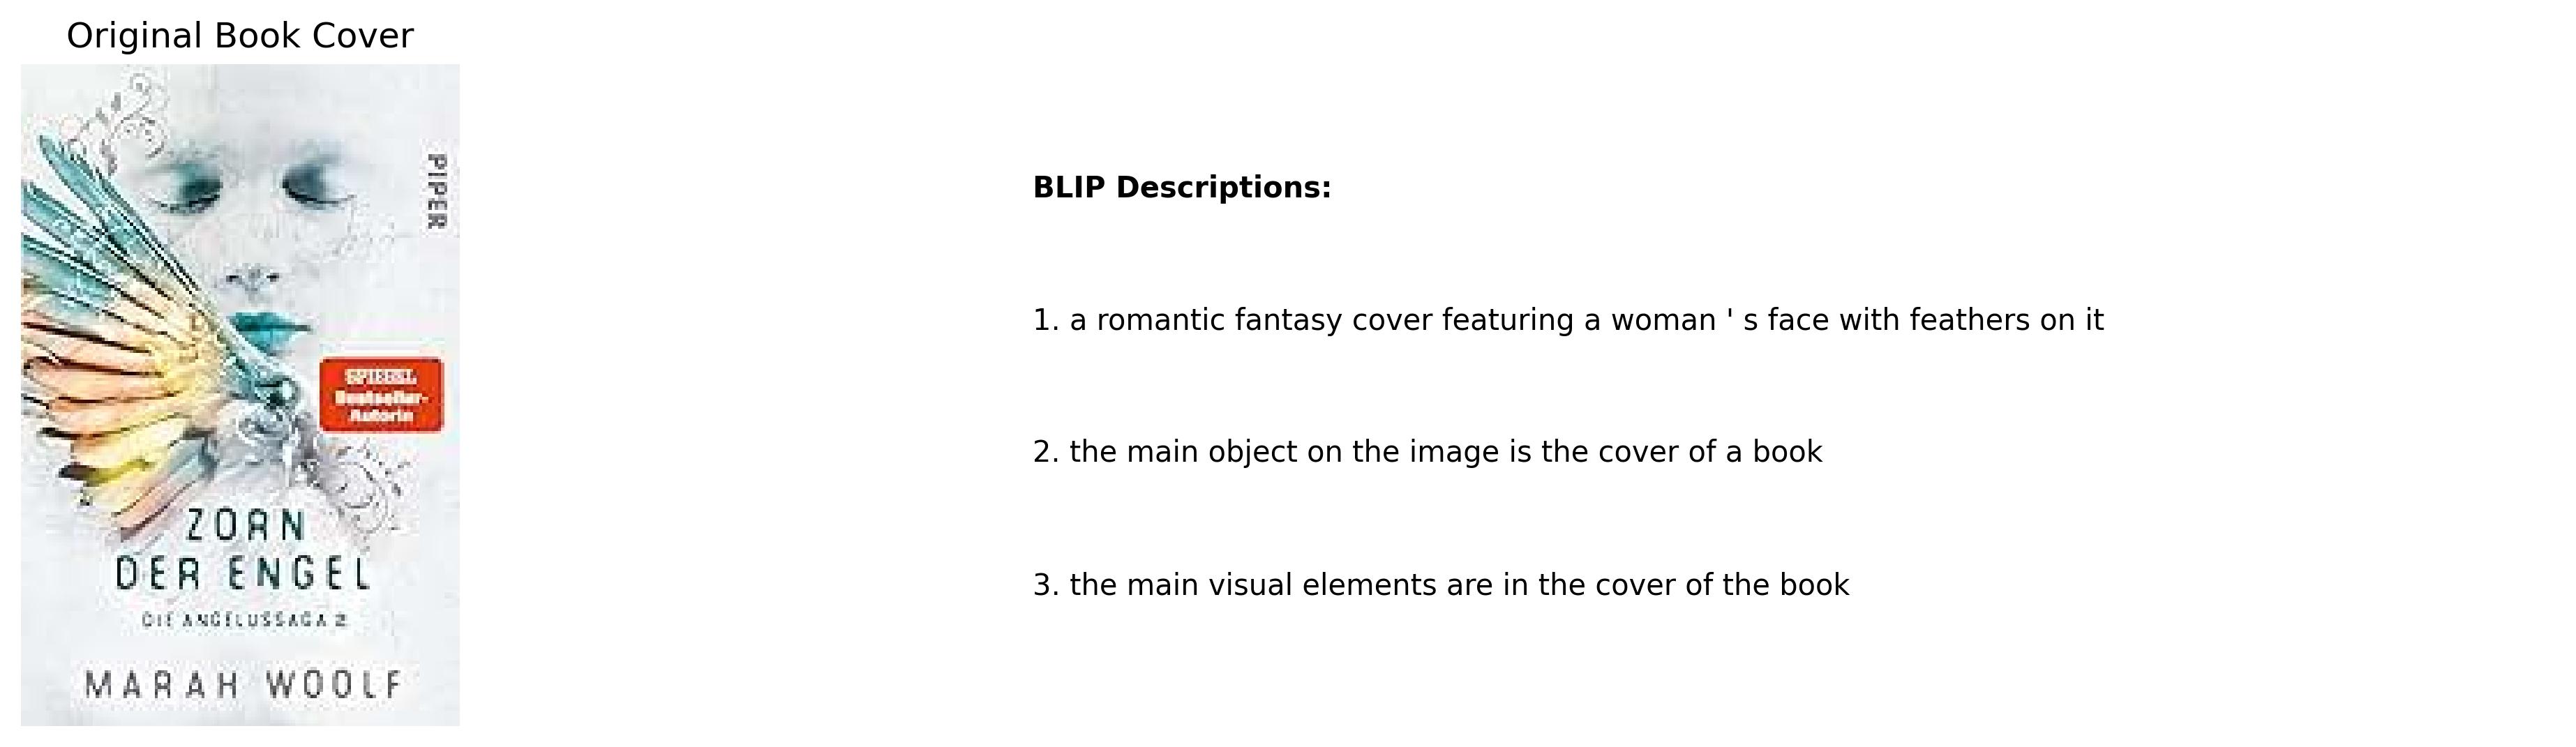 Original Book Cover
PIPER
SPIEGEL
Bestseller-
Autorin
ZORN
DER ENGEL
DIE ANGELUSSAGA 2
MARAH WOOLF
BLIP Descriptions:
1. a romantic fantasy cover featuring a woman ' s face with feathers on it
2. the main object on the image is the cover of a book
3. the main visual elements are in the cover of the book